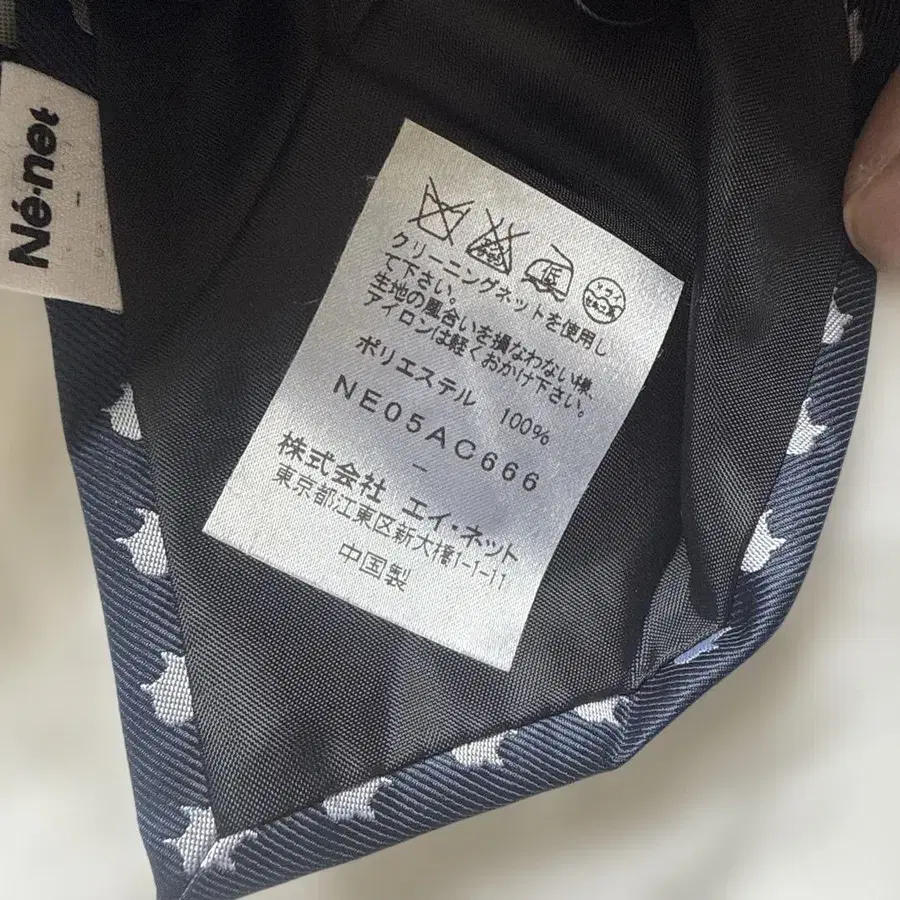 Né-net
低
クリーニングネットを使用し
て下さい。
生地の風合いを損なわない様、
アイロンは軽くおかけ下さい。
ポリエステル 100%
NE05AC666
–
株式会社 エイ・ネット
東京都江東区新大橋1-1-11
中国製